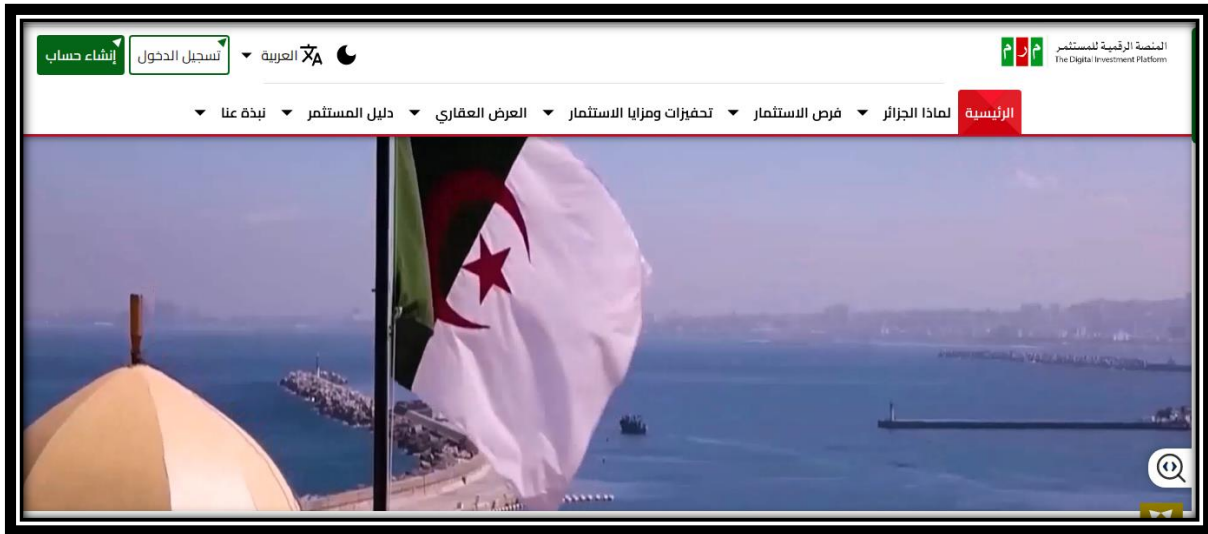 المنصة الرقمية للمستثمر
The Digital Investment Platform
م ر م
العربية
تسجيل الدخول
إنشاء حساب
الرئيسية لماذا الجزائر فرص الاستثمار تحفيزات ومزايا الاستثمار العرض العقاري دليل المستثمر نبذة عنا